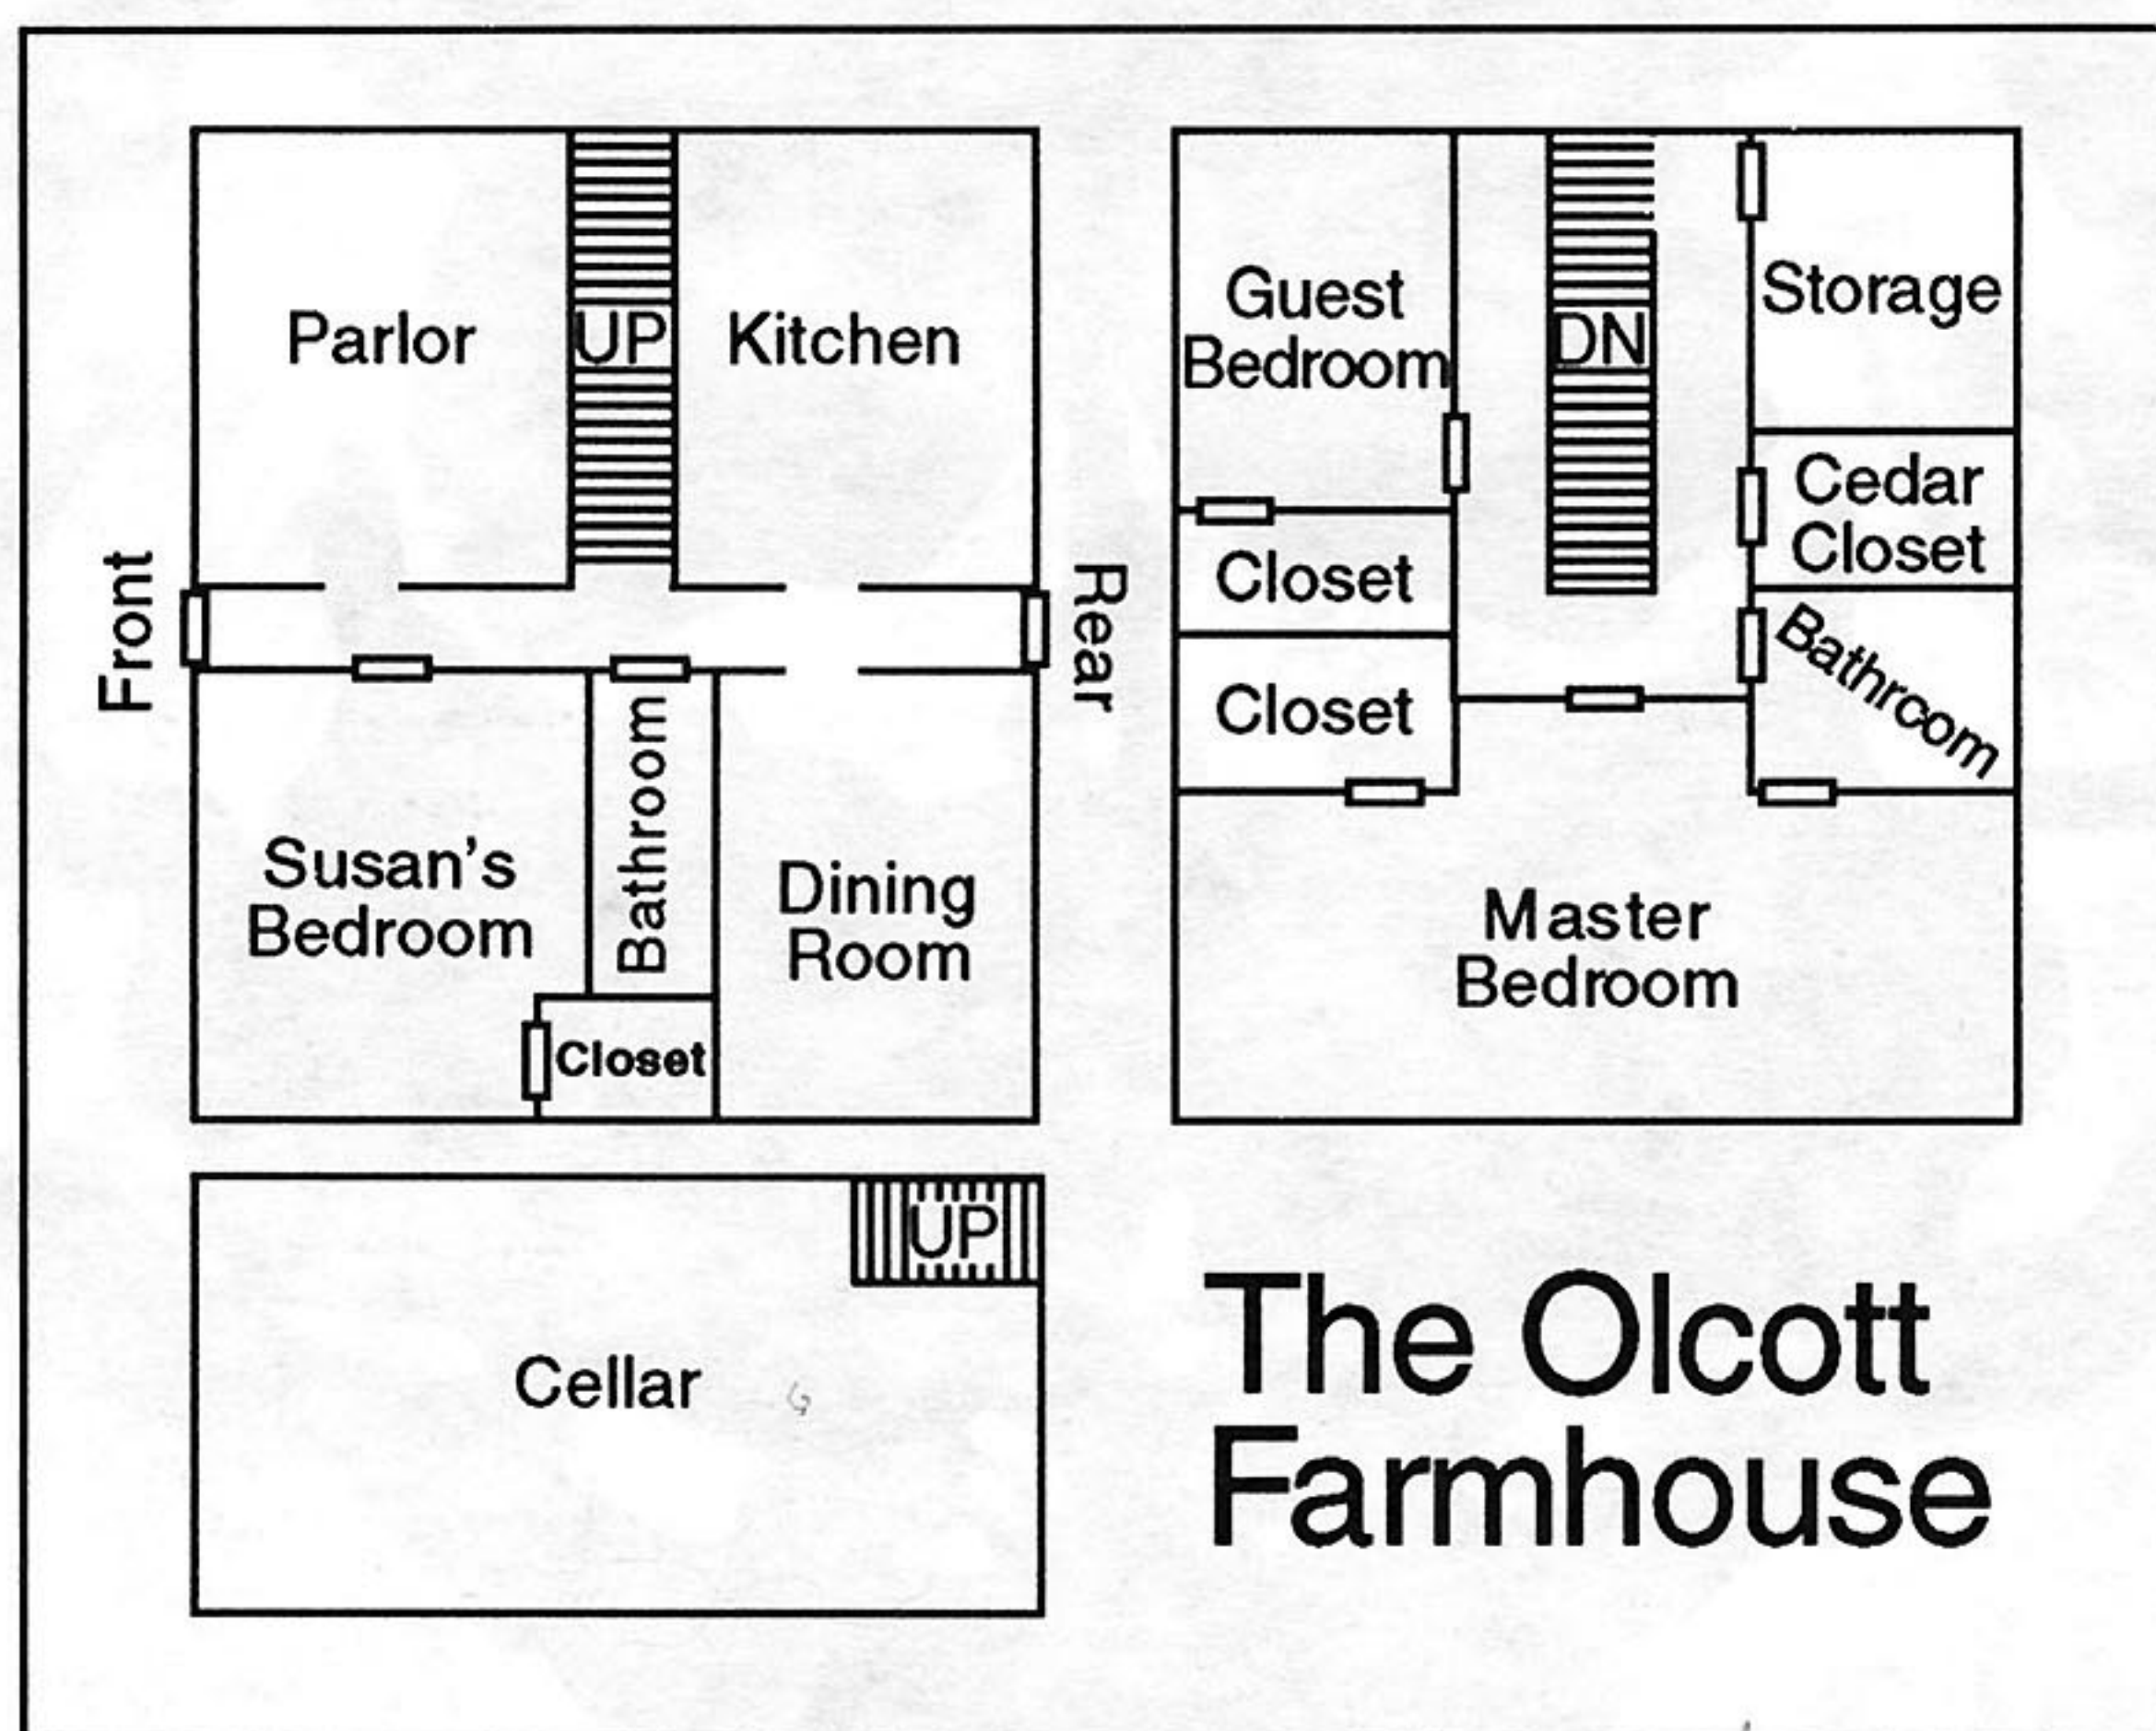 Parlor
UP
Kitchen
Front
Rear
Susan's
Bedroom
Bathroom
Closet
Dining
Room
Guest
Bedroom
DN
Storage
Cedar
Closet
Closet
Closet
Bathroom
Master
Bedroom
UP
Cellar
The Olcott
Farmhouse